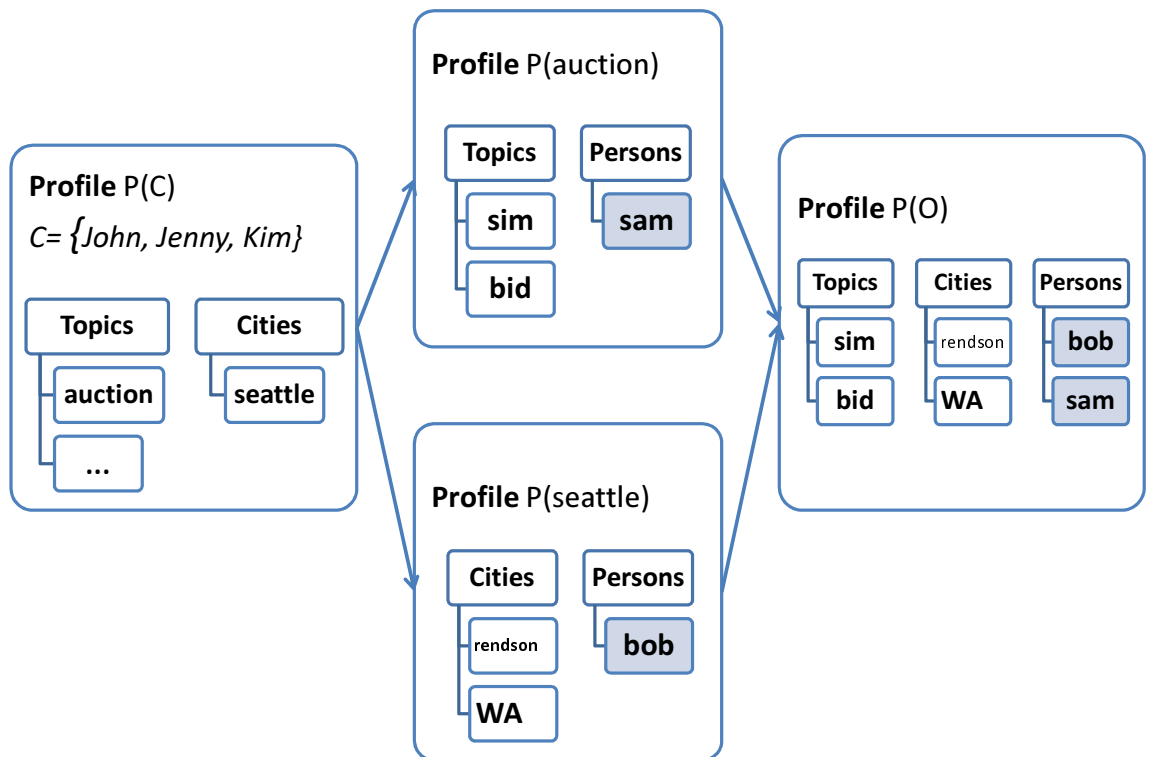 Profile P(C)
C= {John, Jenny, Kim}
Topics
auction
...
Cities
seattle
Profile P(auction)
Topics
sim
bid
Persons
sam
Profile P(seattle)
Cities
rendson
WA
Persons
bob
Profile P(O)
Topics
sim
bid
Cities
rendson
WA
Persons
bob
sam